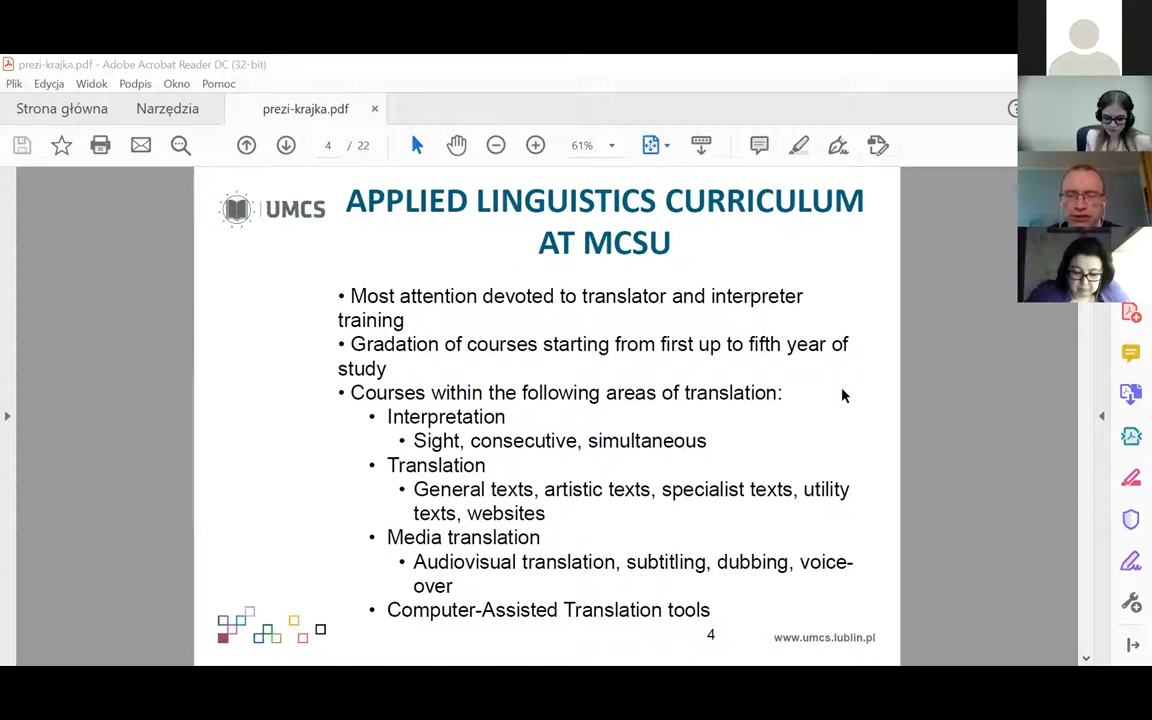 prezi-krajka.pdf - Adobe Acrobat Reader DC (32-bit)
Plik Edycja Widok Podpis Okno Pomoc
Strona główna Narzędzia prezi-krajka.pdf ×
4 / 22 61%
UMCS
APPLIED LINGUISTICS CURRICULUM
AT MCSU
• Most attention devoted to translator and interpreter
training
• Gradation of courses starting from first up to fifth year of
study
• Courses within the following areas of translation:
• Interpretation
• Sight, consecutive, simultaneous
• Translation
• General texts, artistic texts, specialist texts, utility
texts, websites
• Media translation
• Audiovisual translation, subtitling, dubbing, voice-
over
• Computer-Assisted Translation tools
4
www.umcs.lublin.pl